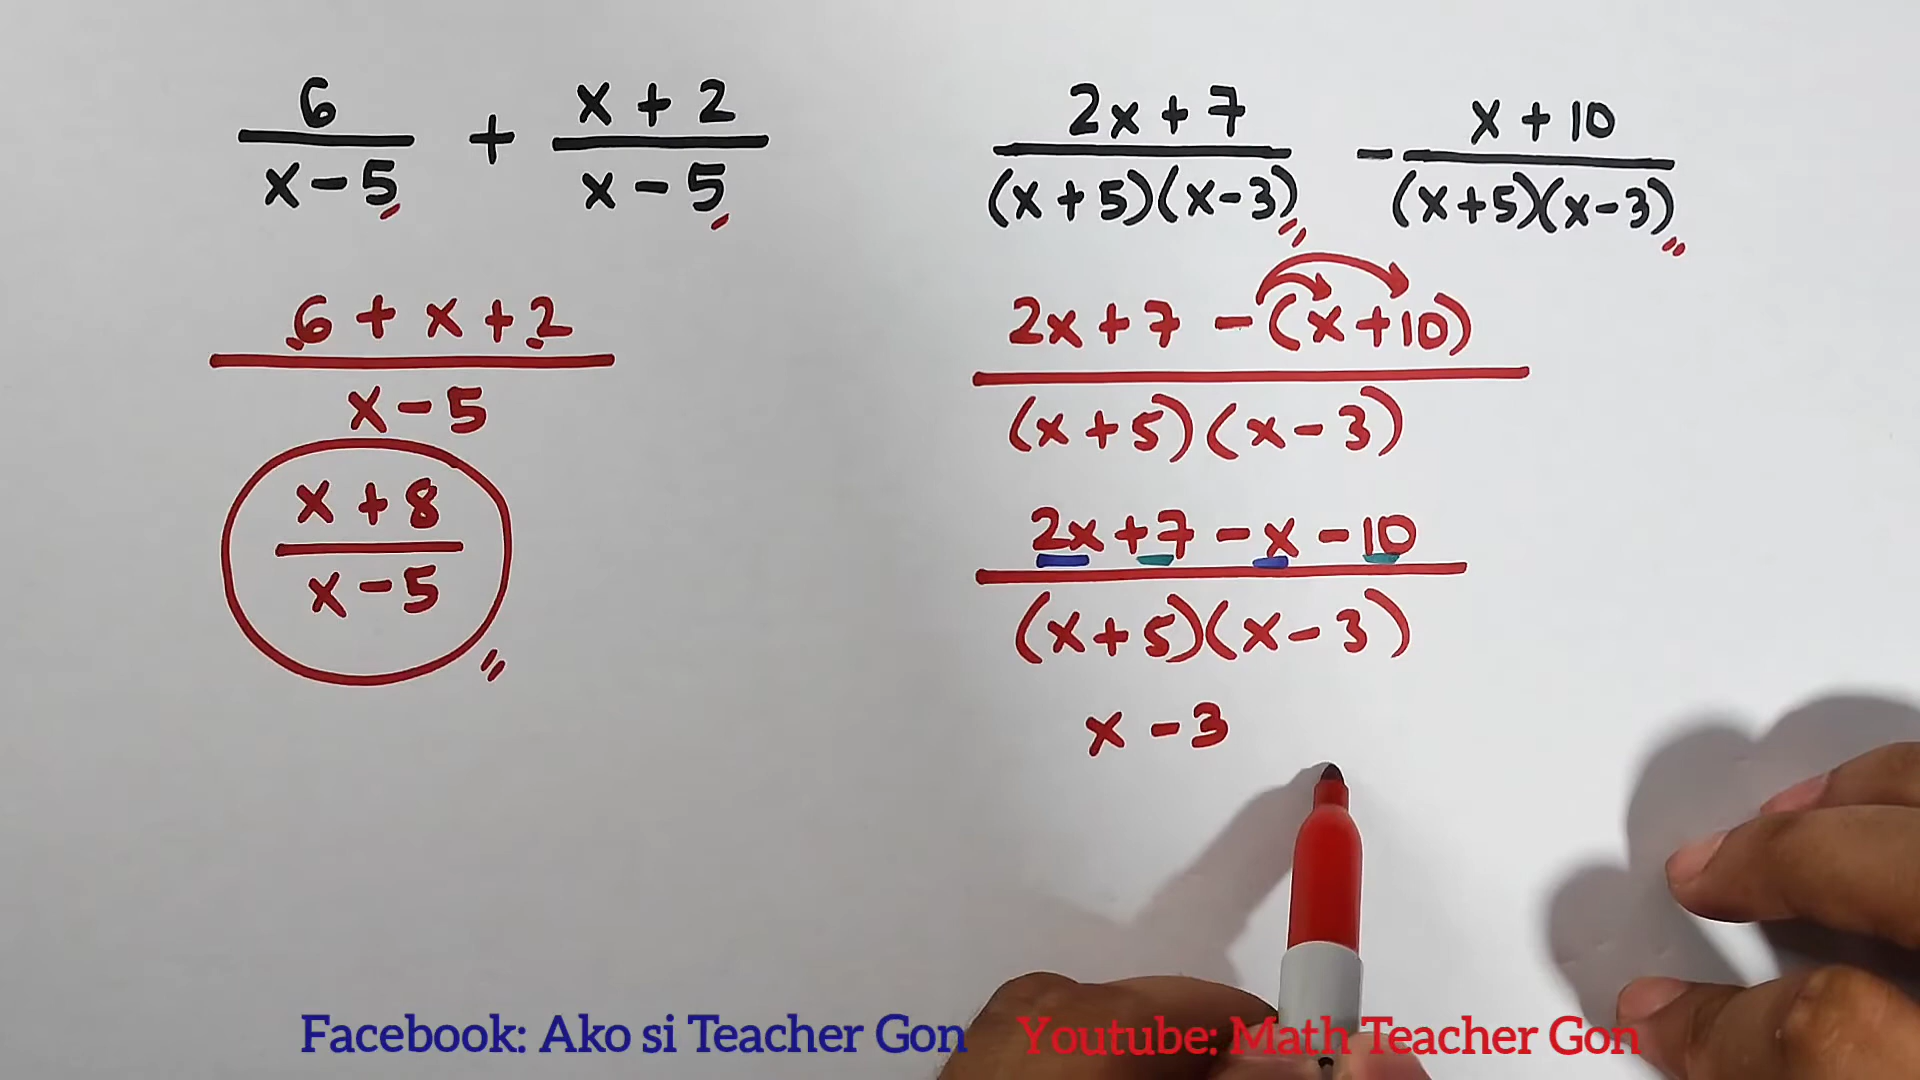 6 + x + 2
x - 5 x - 5
6 + x + 2
x - 5
x + 8
x - 5
2x + 7 - x + 10
(x + 5)(x - 3) (x + 5)(x - 3)
2x + 7 - (x + 10)
(x + 5)(x - 3)
2x + 7 - x - 10
(x + 5)(x - 3)
x - 3
Facebook: Ako si Teacher Gon Youtube: Math Teacher Gon